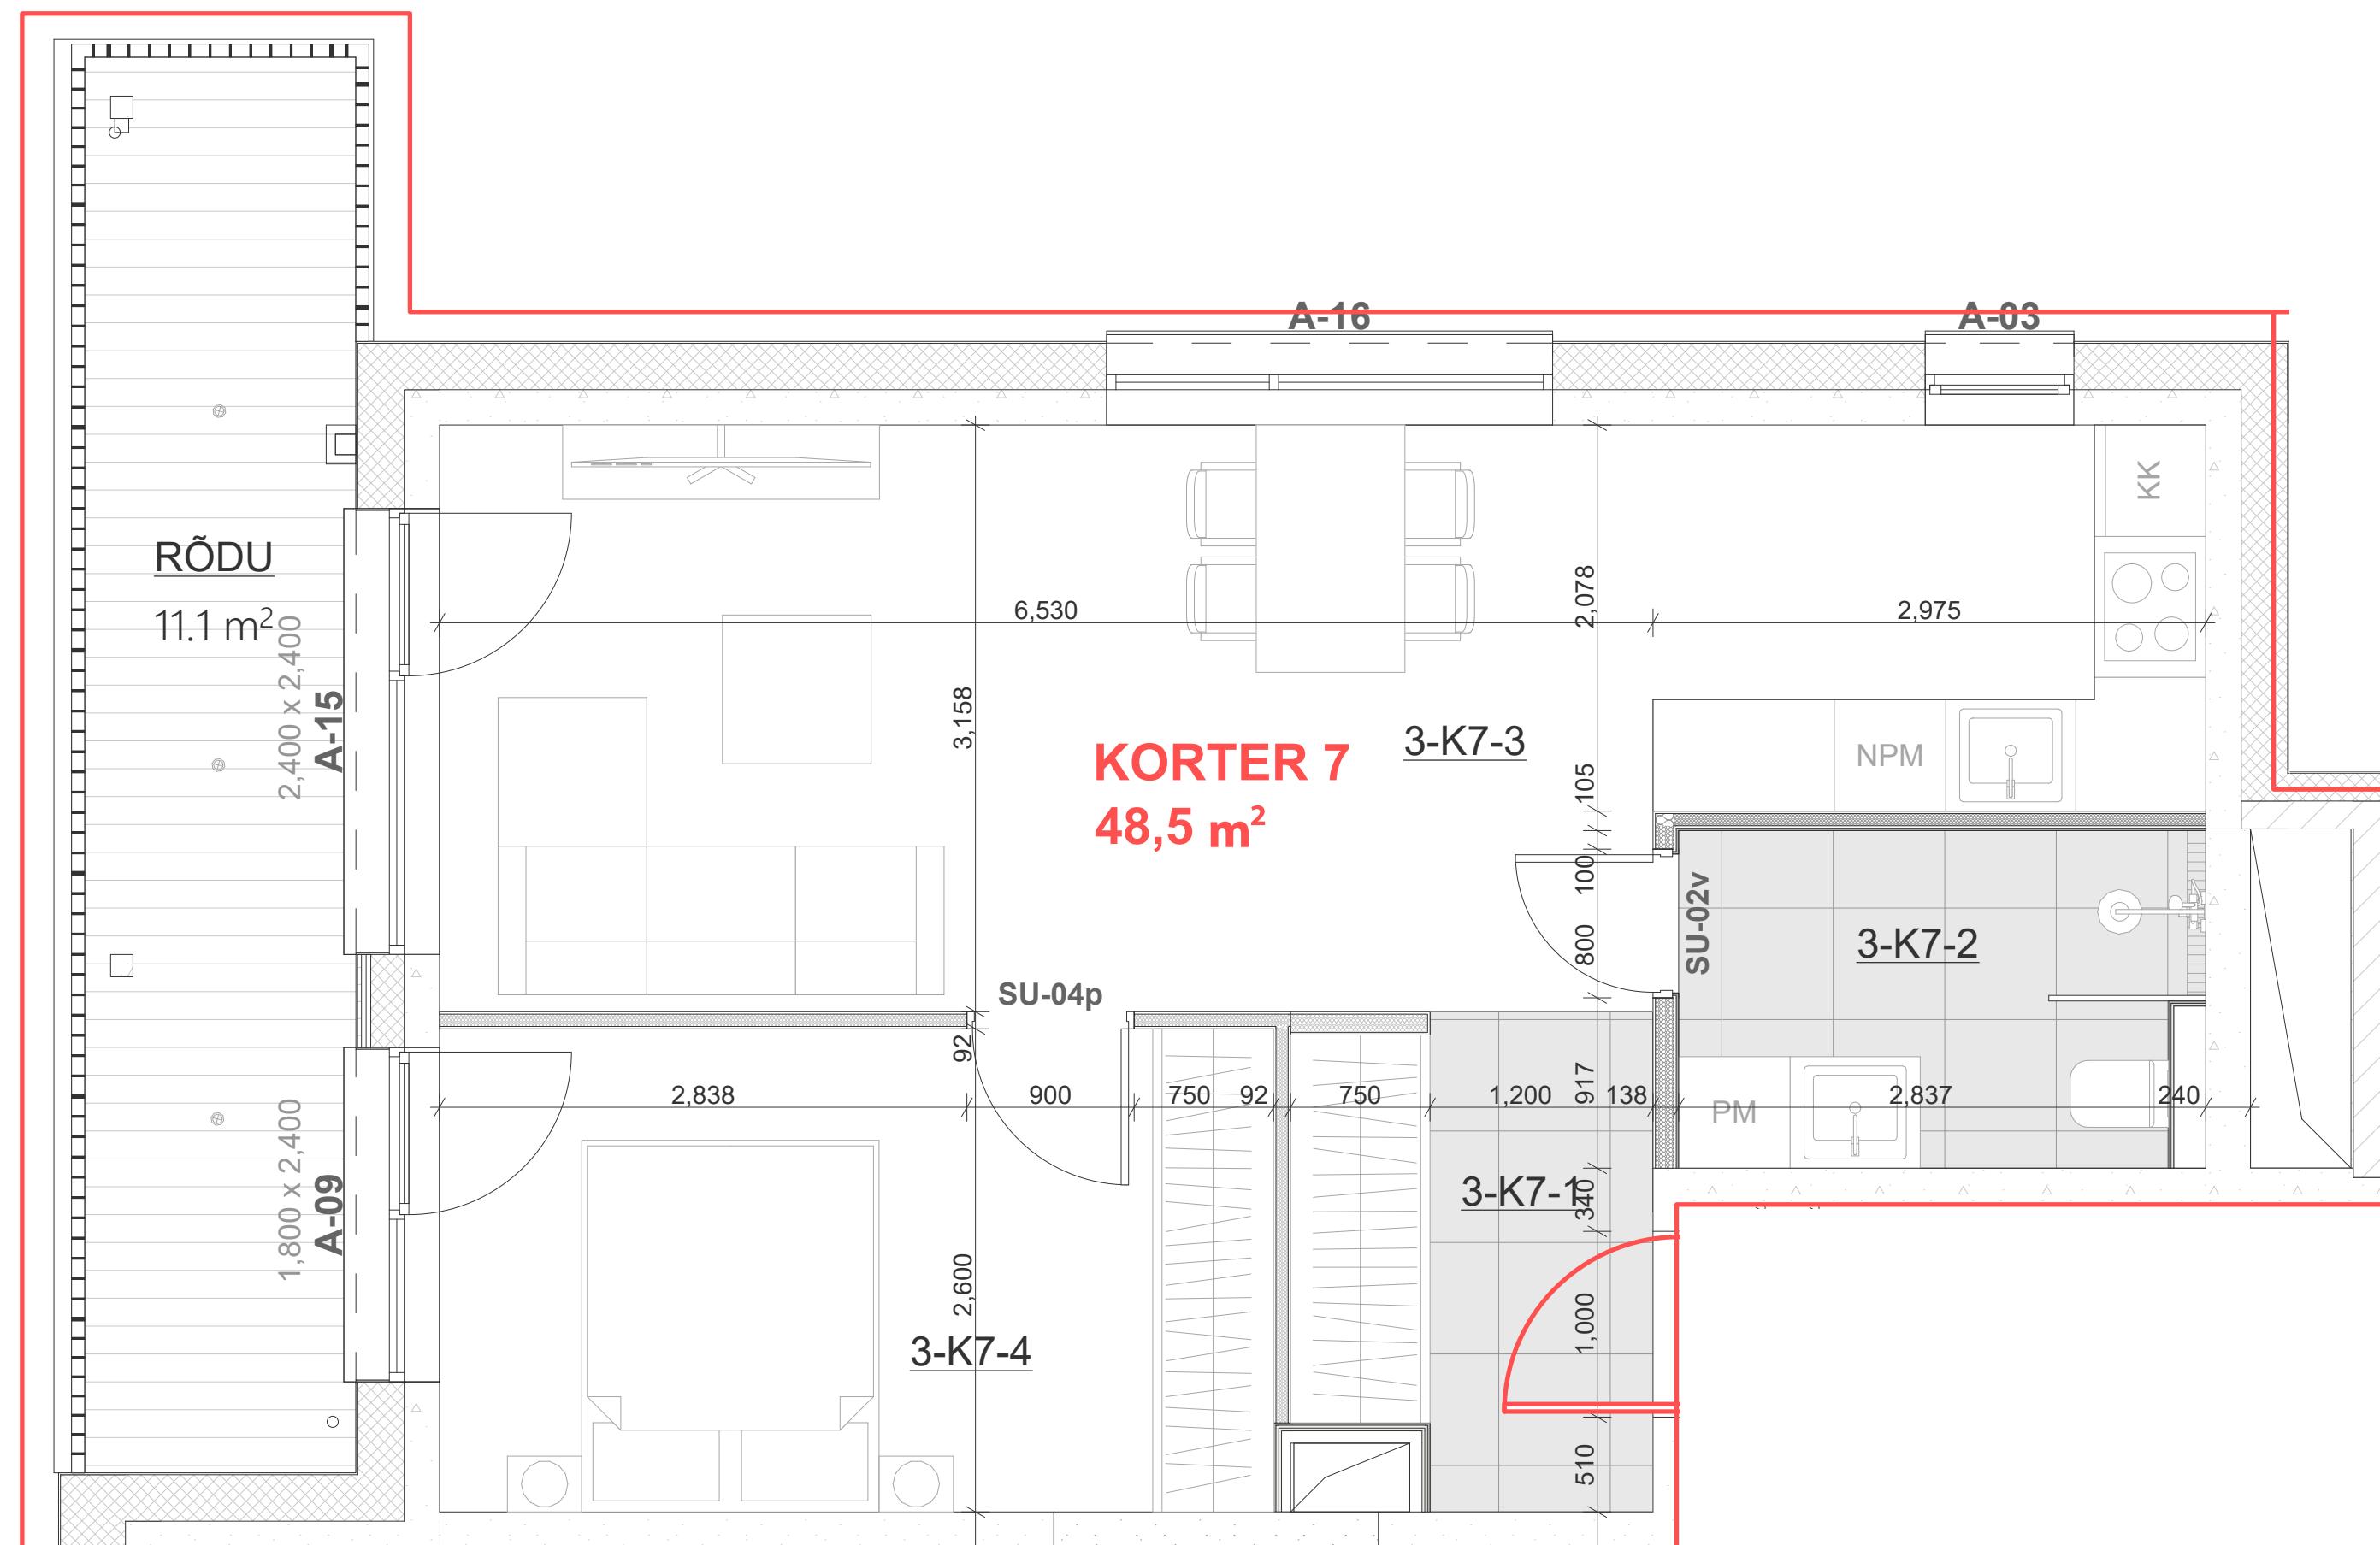 A-16
A-03
KK
RÕDU
11.1 m²
2,400 x 2,400
A-15
6,530
2,078
2,975
3,158
KORTER 7
48,5 m²
3-K7-3
NPM
105
100
800
SU-02v
3-K7-2
SU-04p
92
2,838
900
750
92
750
1,200
917
138
PM
2,837
240
1,800 x 2,400
A-09
3-K7-1
340
2,600
1,000
3-K7-4
510